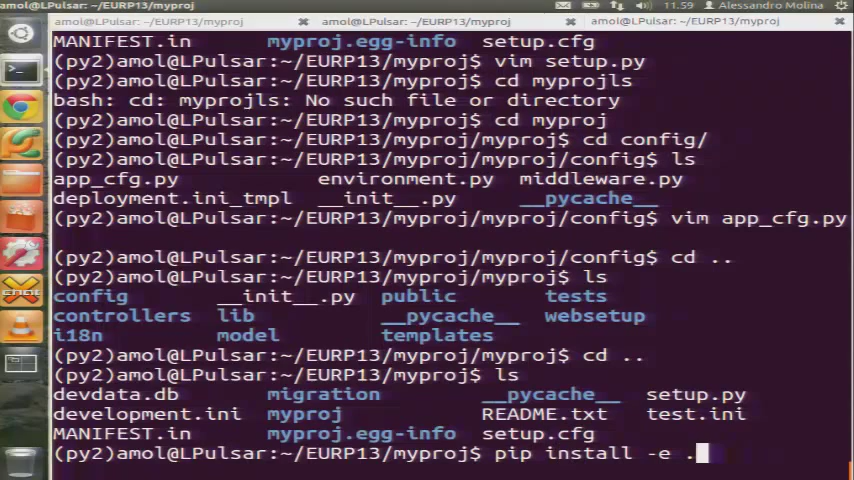 amol@LPulsar: ~/EURP13/myproj
11.59 Alessandro Molina
amol@LPulsar: ~/EURP13/myproj amol@LPulsar: ~/EURP13/myproj amol@LPulsar: ~/EURP13/myproj
MANIFEST.in myproj.egg-info setup.cfg
(py2)amol@LPulsar:~/EURP13/myproj$ vim setup.py
(py2)amol@LPulsar:~/EURP13/myproj$ cd myprojls
bash: cd: myprojls: No such file or directory
(py2)amol@LPulsar:~/EURP13/myproj$ cd myproj
(py2)amol@LPulsar:~/EURP13/myproj/myproj$ cd config/
(py2)amol@LPulsar:~/EURP13/myproj/myproj/config$ ls
app_cfg.py environment.py middleware.py
deployment.ini_tmpl __init__.py __pycache__
(py2)amol@LPulsar:~/EURP13/myproj/myproj/config$ vim app_cfg.py
(py2)amol@LPulsar:~/EURP13/myproj/myproj/config$ cd ..
(py2)amol@LPulsar:~/EURP13/myproj/myproj$ ls
config __init__.py public tests
controllers lib __pycache__ websetup
i18n model templates
(py2)amol@LPulsar:~/EURP13/myproj/myproj$ cd ..
(py2)amol@LPulsar:~/EURP13/myproj$ ls
devdata.db migration __pycache__ setup.py
development.ini myproj README.txt test.ini
MANIFEST.in myproj.egg-info setup.cfg
(py2)amol@LPulsar:~/EURP13/myproj$ pip install -e .